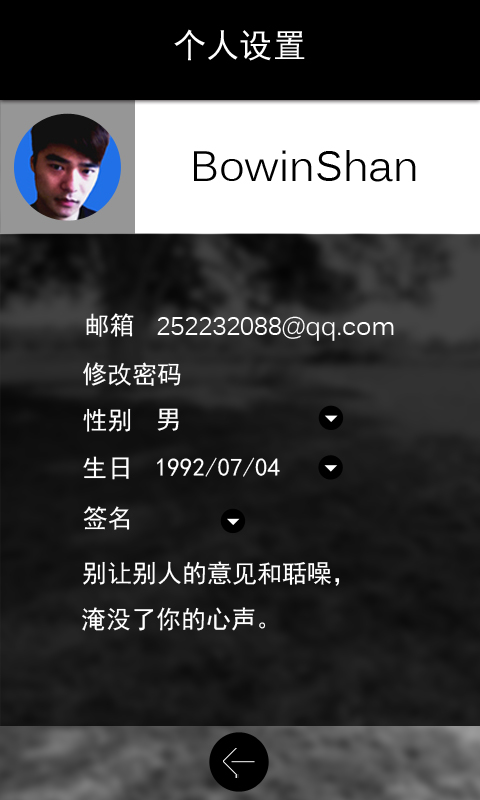 个人设置
BowinShan
邮箱 252232088@qq.com
修改密码
性别 男
生日 1992/07/04
签名
别让别人的意见和聒噪，
淹没了你的心声。